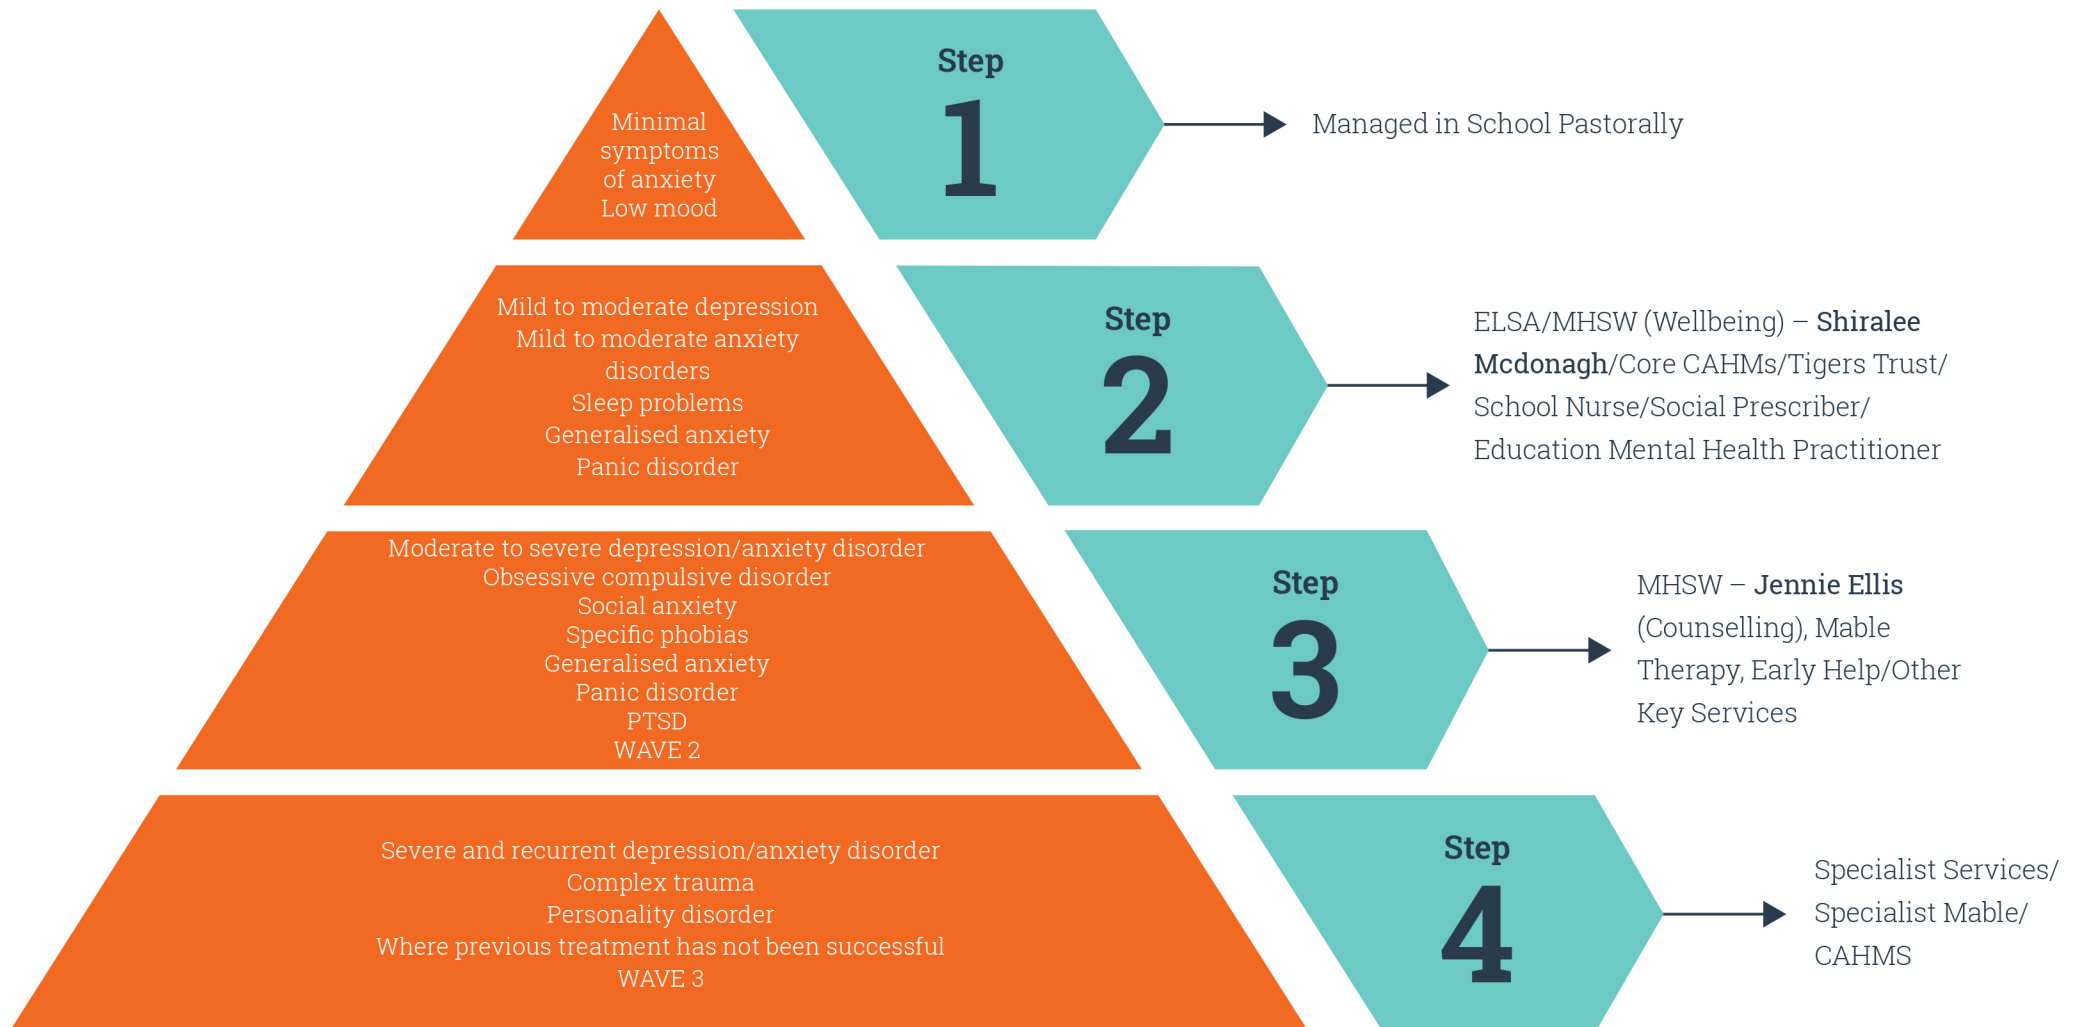 Minimal
symptoms
of anxiety
Low mood
Step
1
Managed in School Pastorally
Mild to moderate depression
Mild to moderate anxiety
disorders
Sleep problems
Generalised anxiety
Panic disorder
Step
2
ELSA/MHSW (Wellbeing) – Shiralee
Mcdonagh/Core CAHMs/Tigers Trust/
School Nurse/Social Prescriber/
Education Mental Health Practitioner
Moderate to severe depression/anxiety disorder
Obsessive compulsive disorder
Social anxiety
Specific phobias
Generalised anxiety
Panic disorder
PTSD
WAVE 2
Step
3
MHSW – Jennie Ellis
(Counselling), Mable
Therapy, Early Help/Other
Key Services
Severe and recurrent depression/anxiety disorder
Complex trauma
Personality disorder
Where previous treatment has not been successful
WAVE 3
Step
4
Specialist Services/
Specialist Mable/
CAHMS